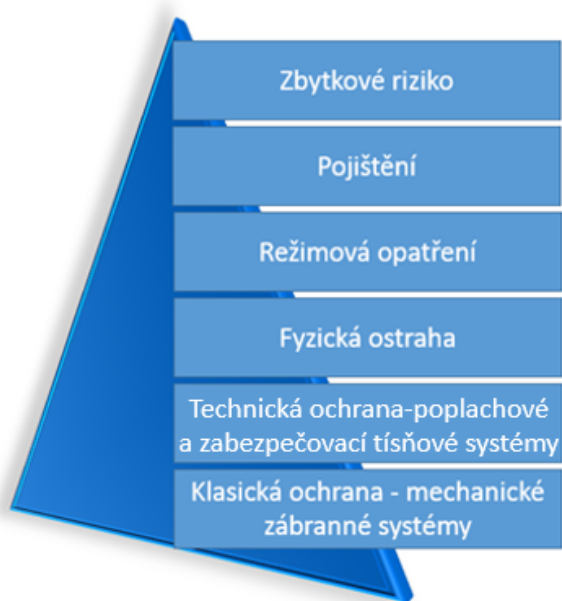 Zbytkové riziko
Pojištění
Režimová opatření
Fyzická ostraha
Technická ochrana-poplachové
a zabezpečovací tísňové systémy
Klasická ochrana - mechanické
zábranné systémy